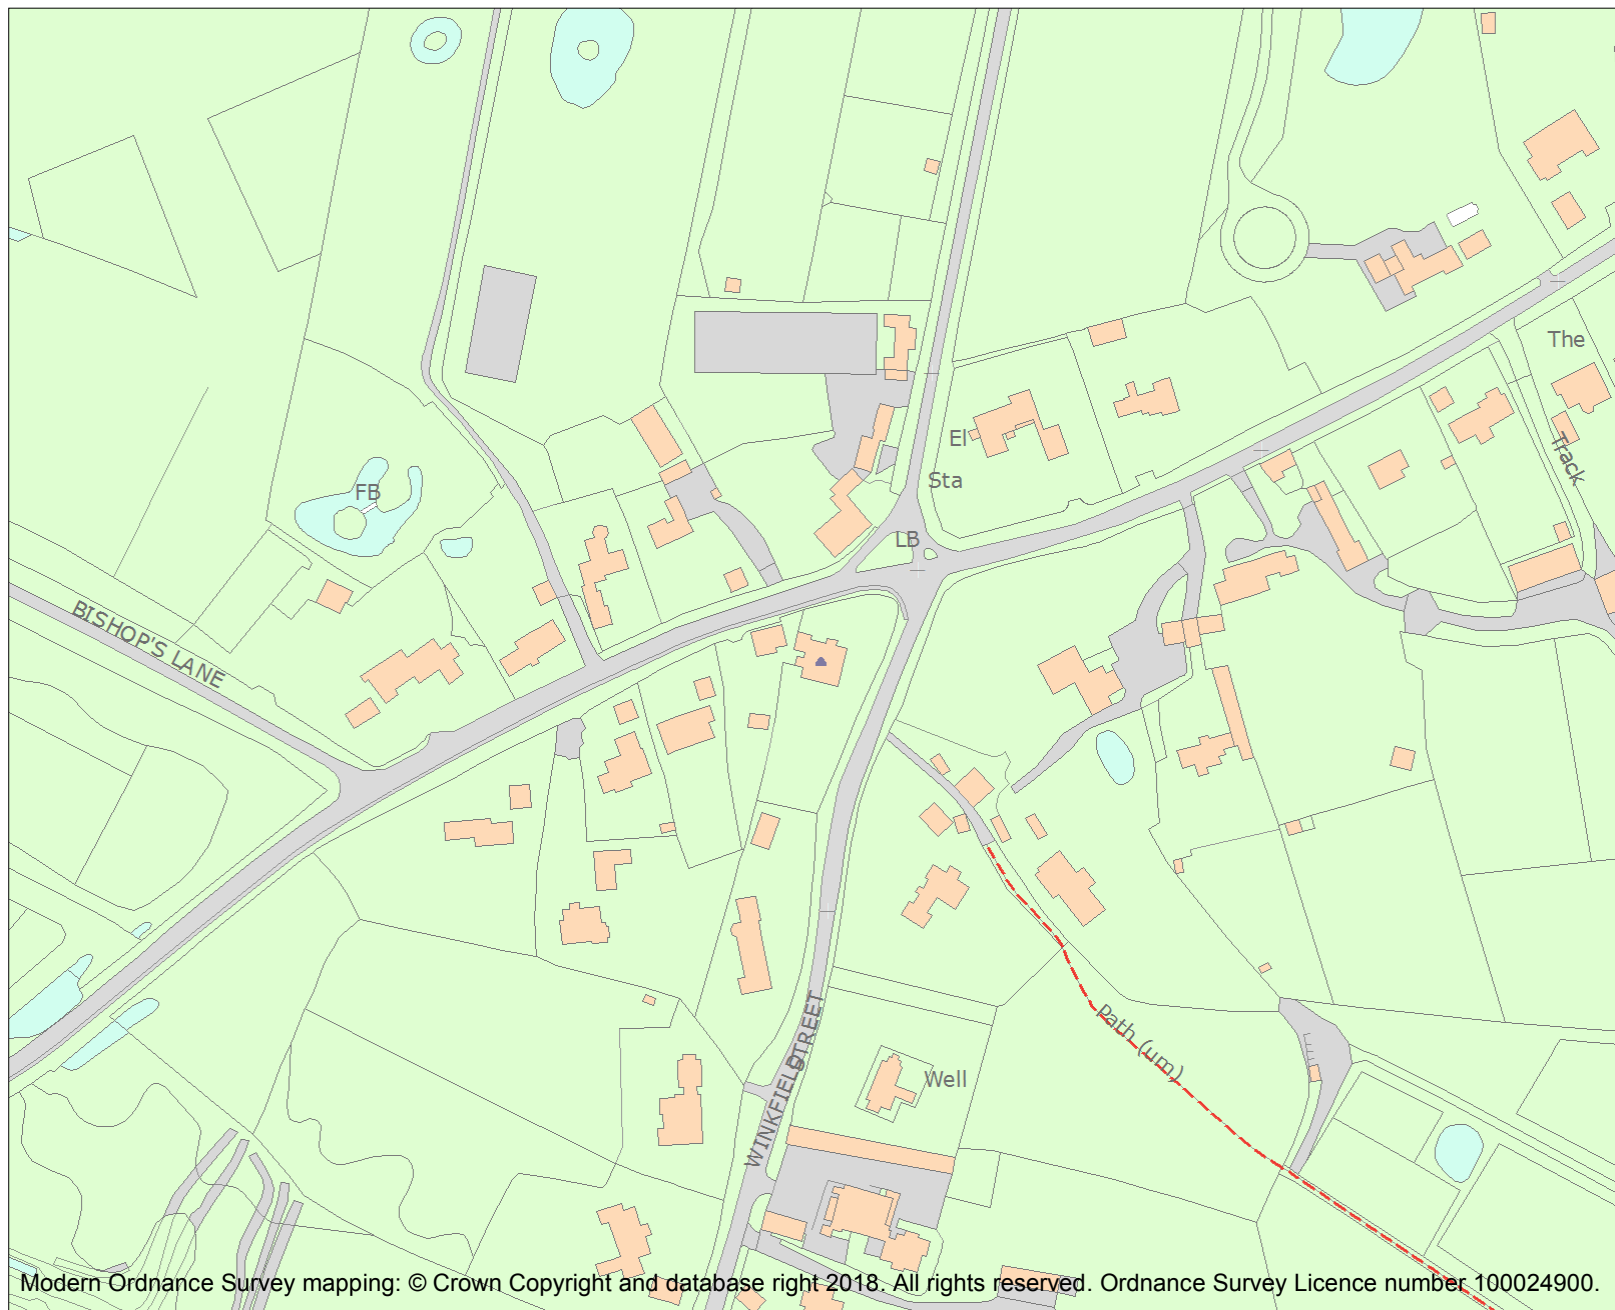 The
Track
El
Sta
FB
LB
BISHOP'S LANE
WINKFIELD STREET
Path (um)
Well
Modern Ordnance Survey mapping: © Crown Copyright and database right 2018. All rights reserved. Ordnance Survey Licence number 100024900.